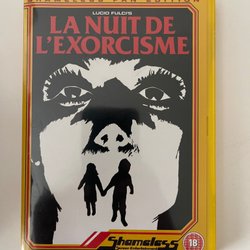 LUCIO FULCI'S
LA NUIT DE
L'EXORCISME
Shameless
18